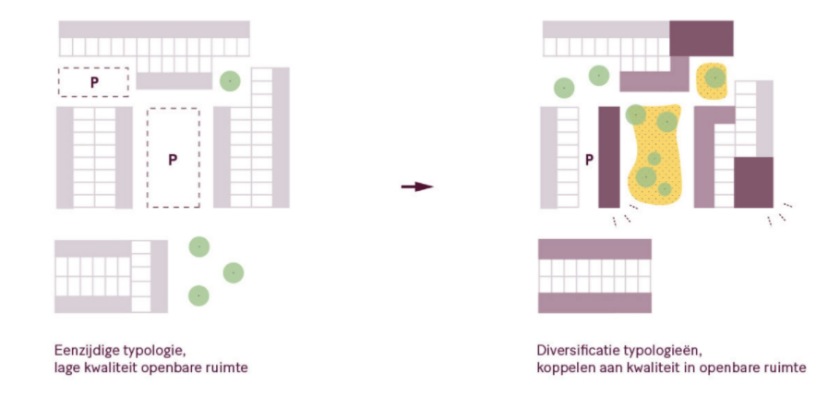 P
P
P
Eenzijdige typologie,
lage kwaliteit openbare ruimte
Diversificatie typologieën,
koppelen aan kwaliteit in openbare ruimte